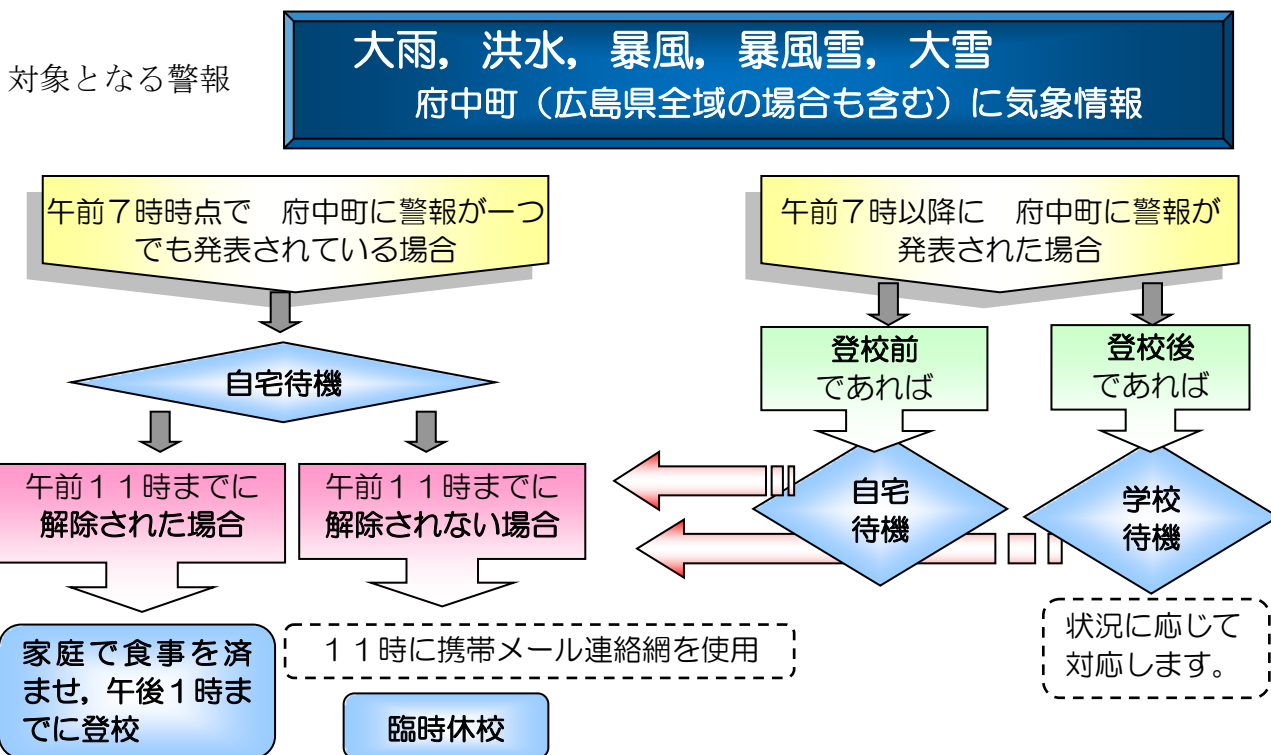 対象となる警報
大雨，洪水，暴風，暴風雪，大雪
府中町（広島県全域の場合も含む）に気象情報
午前７時時点で　府中町に警報が一つ
でも発表されている場合
自宅待機
午前１１時までに
解除された場合
午前１１時までに
解除されない場合
家庭で食事を済
ませ，午後１時ま
でに登校
１１時に携帯メール連絡網を使用
臨時休校
午前７時以降に　府中町に警報が
発表された場合
登校前
であれば
登校後
であれば
自宅
待機
学校
待機
状況に応じて
対応します。